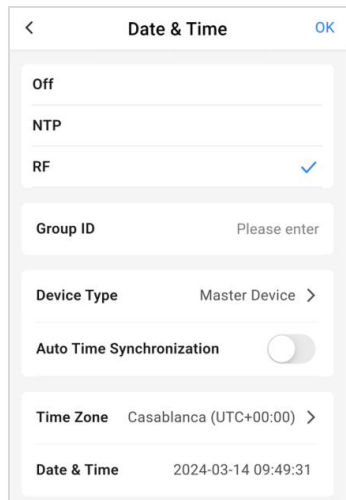 Date & Time OK
Off
NTP
RF
Group ID Please enter
Device Type Master Device
Auto Time Synchronization
Time Zone Casablanca (UTC+00:00)
Date & Time 2024-03-14 09:49:31